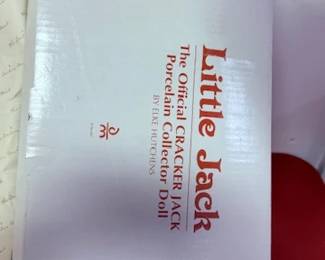 Little Jack
The Official CRACKER JACK
Porcelain Collector Doll
BY ELKE HUTCHENS